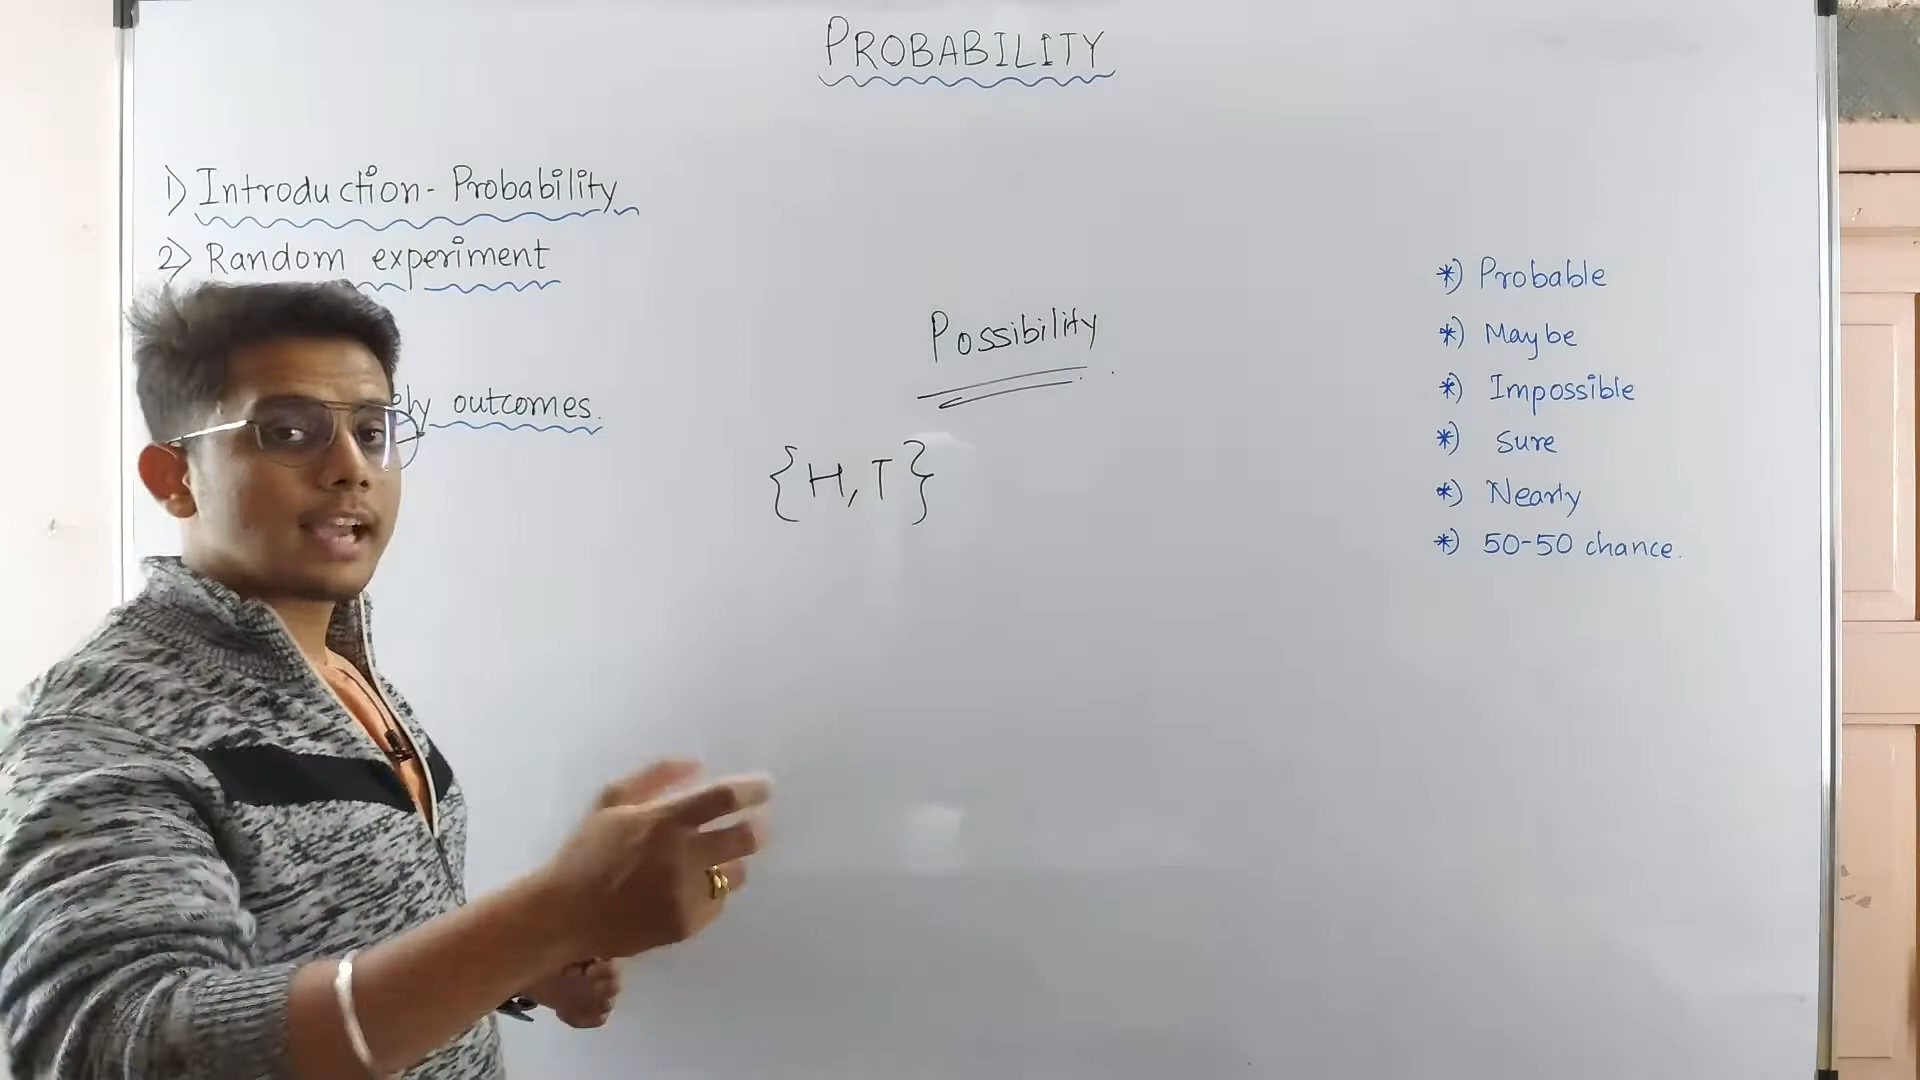 PROBABILITY
1) Introduction - Probability
2) Random experiment
outcomes.
Possibility
{H, T}
*) Probable
*) Maybe
*) Impossible
*) Sure
*) Nearly
*) 50-50 chance.